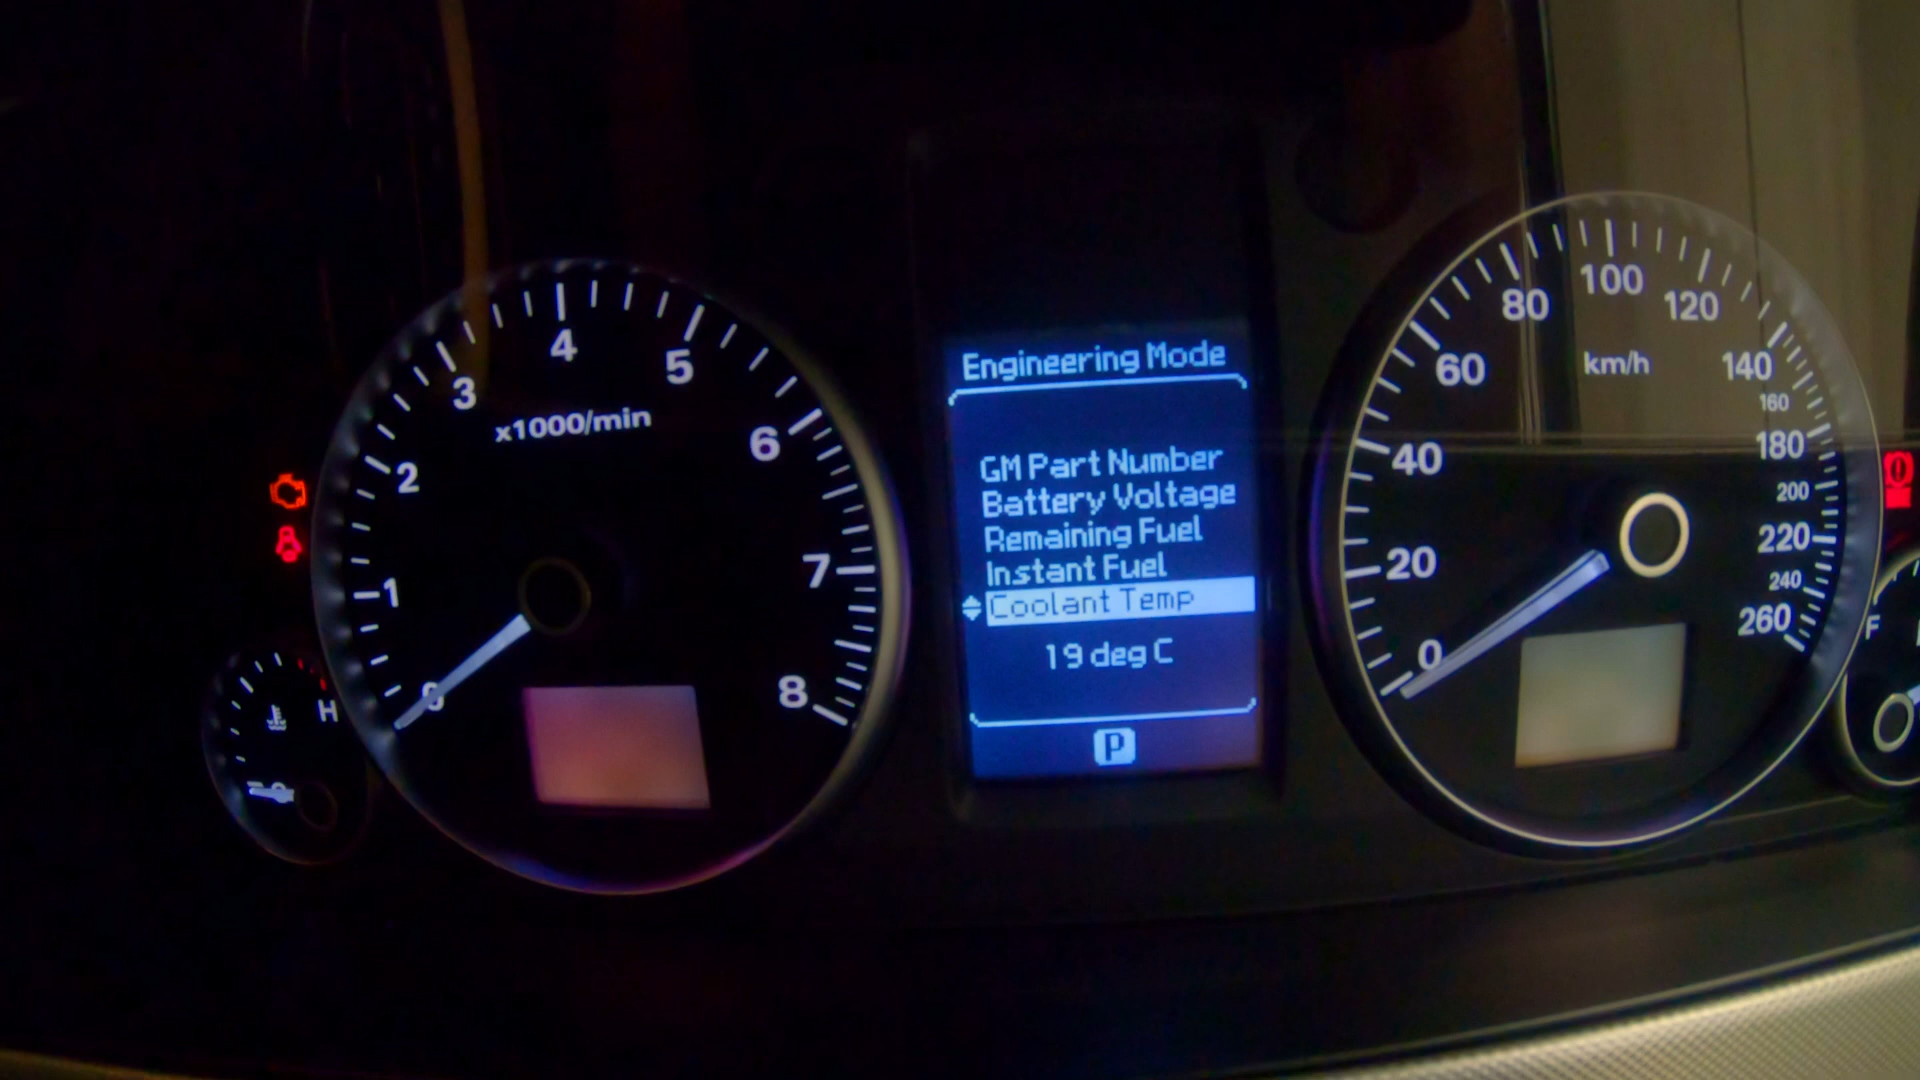 4
5
3
x1000/min
6
2
7
1
0
8
H
Engineering Mode
GM Part Number
Battery Voltage
Remaining Fuel
Instant Fuel
Coolant Temp
19 deg C
P
100
80
120
km/h
60
140
160
40
180
200
220
20
240
260
0
F